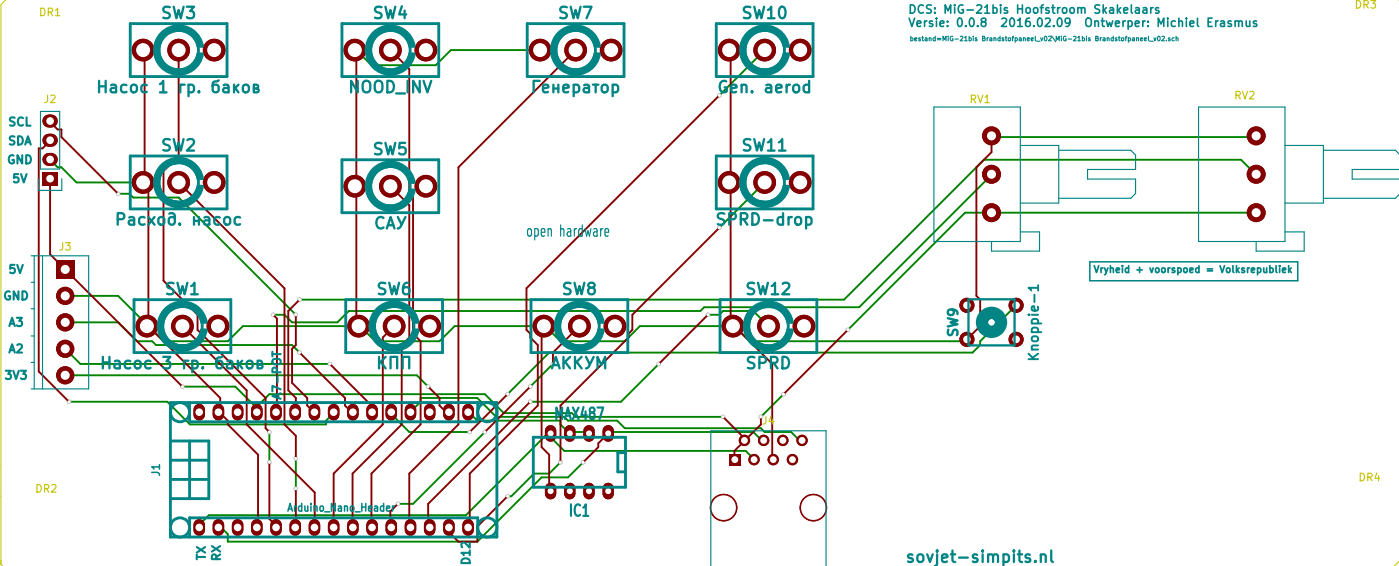 DR1
SW3
SW4
SW7
SW10
DCS: MiG-21bis Hoofstroom Skakelaars
Versie: 0.0.8 2016.02.09 Ontwerper: Michiel Erasmus
bestand=MiG-21bis Brandstofpaneel_v02\MiG-21bis Brandstofpaneel_v02.sch
DR3
Насос 1 гр. баков
NOOD_INV
Генератор
Gen. aerod
J2
RV1
RV2
SCL
SDA
GND
5V
SW2
SW5
SW11
Расход. насос
САУ
SPRD-drop
open hardware
J3
5V
GND
A3
A2
3V3
Vryheid + voorspoed = Volksrepubliek
SW1
SW6
SW8
SW12
SW9
Knoppie-1
Насос 3 гр. баков
КПП
АККУМ
SPRD
A7-POT
MAX487
J4
J1
DR2
DR4
Arduino_Nano_Header
IC1
TX
RX
D12
sovjet-simpits.nl